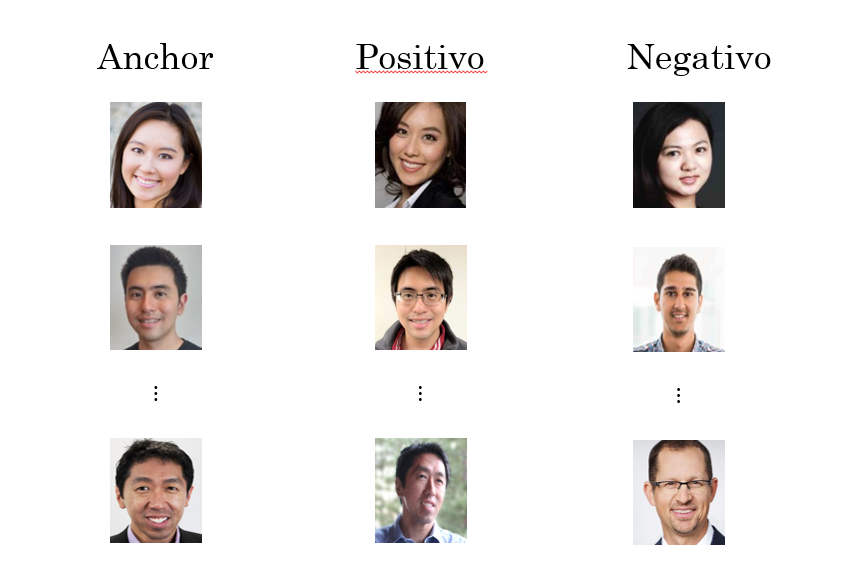 Anchor Positivo Negativo
⋮ ⋮ ⋮